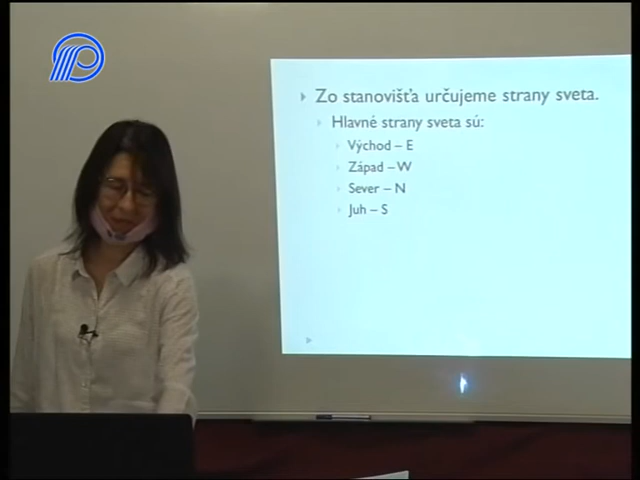 Zo stanovišťa určujeme strany sveta.
Hlavné strany sveta sú:
Východ – E
Západ – W
Sever – N
Juh – S